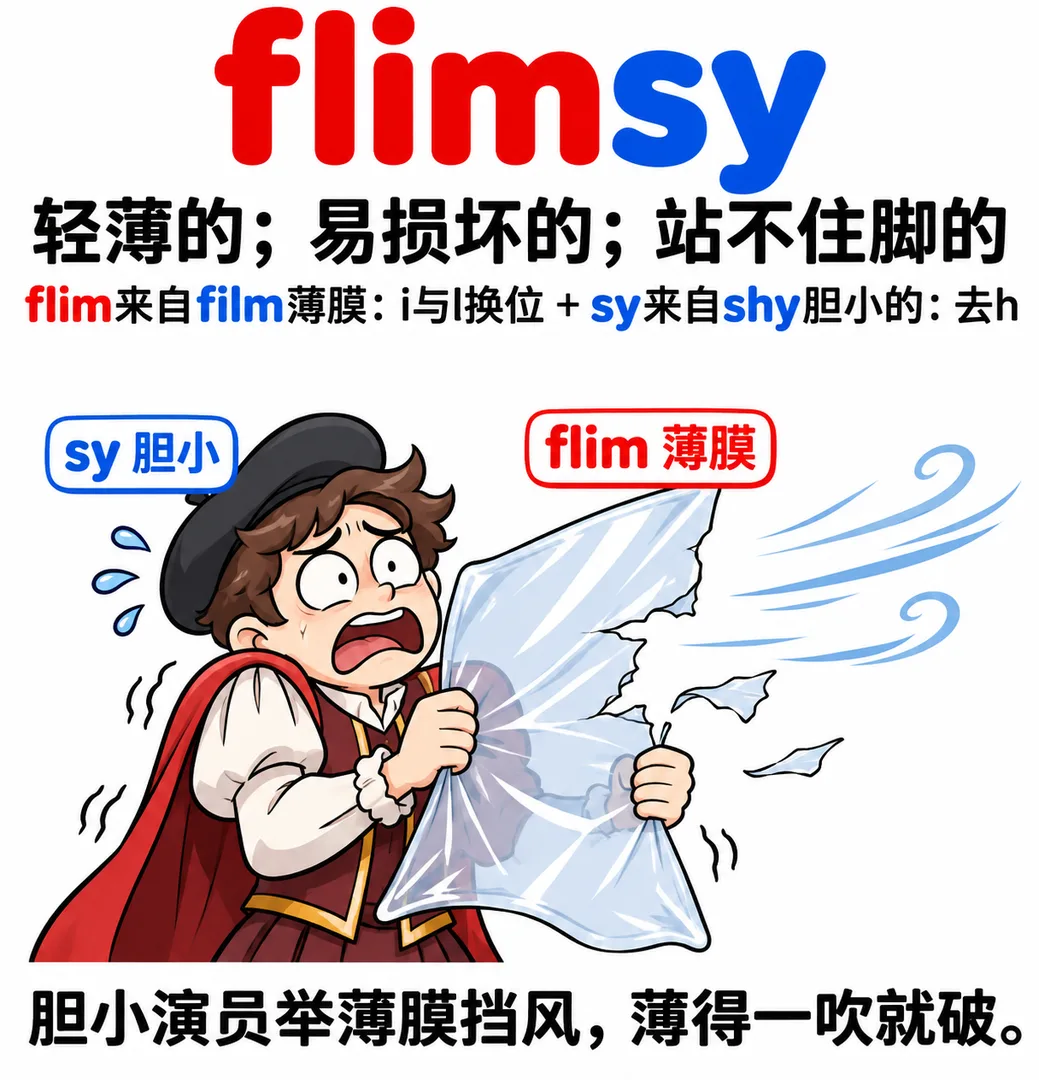 flimsy
轻薄的；易损坏的；站不住脚的
flim来自film薄膜：i与l换位 + sy来自shy胆小的：去h
sy 胆小
flim 薄膜
胆小演员举薄膜挡风，薄得一吹就破。